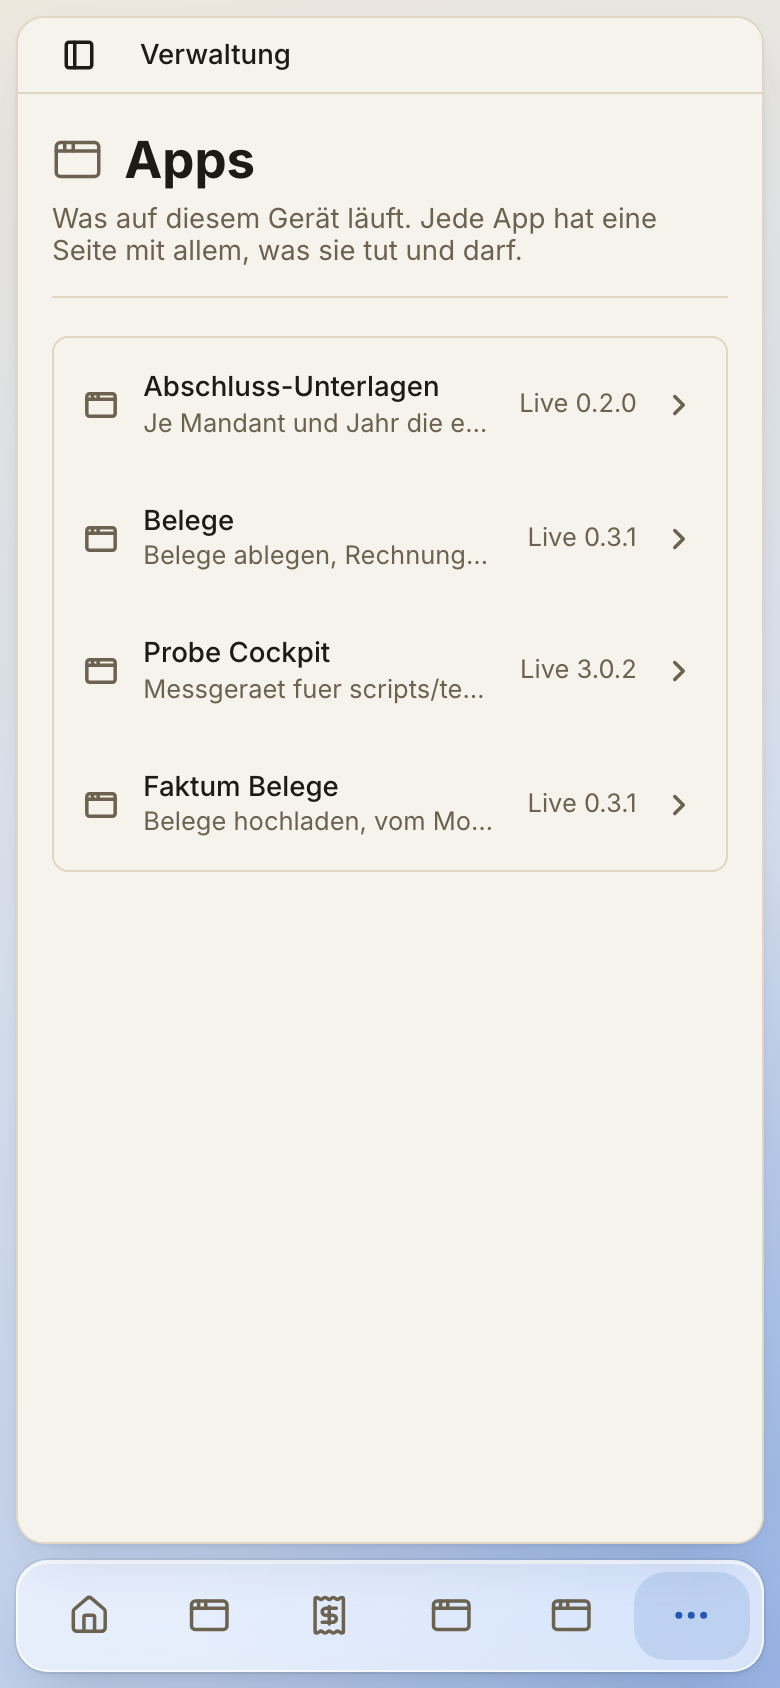 Verwaltung
Apps
Was auf diesem Gerät läuft. Jede App hat eine
Seite mit allem, was sie tut und darf.
Abschluss-Unterlagen
Je Mandant und Jahr die e...
Live 0.2.0
Belege
Belege ablegen, Rechnung...
Live 0.3.1
Probe Cockpit
Messgeraet fuer scripts/te...
Live 3.0.2
Faktum Belege
Belege hochladen, vom Mo...
Live 0.3.1